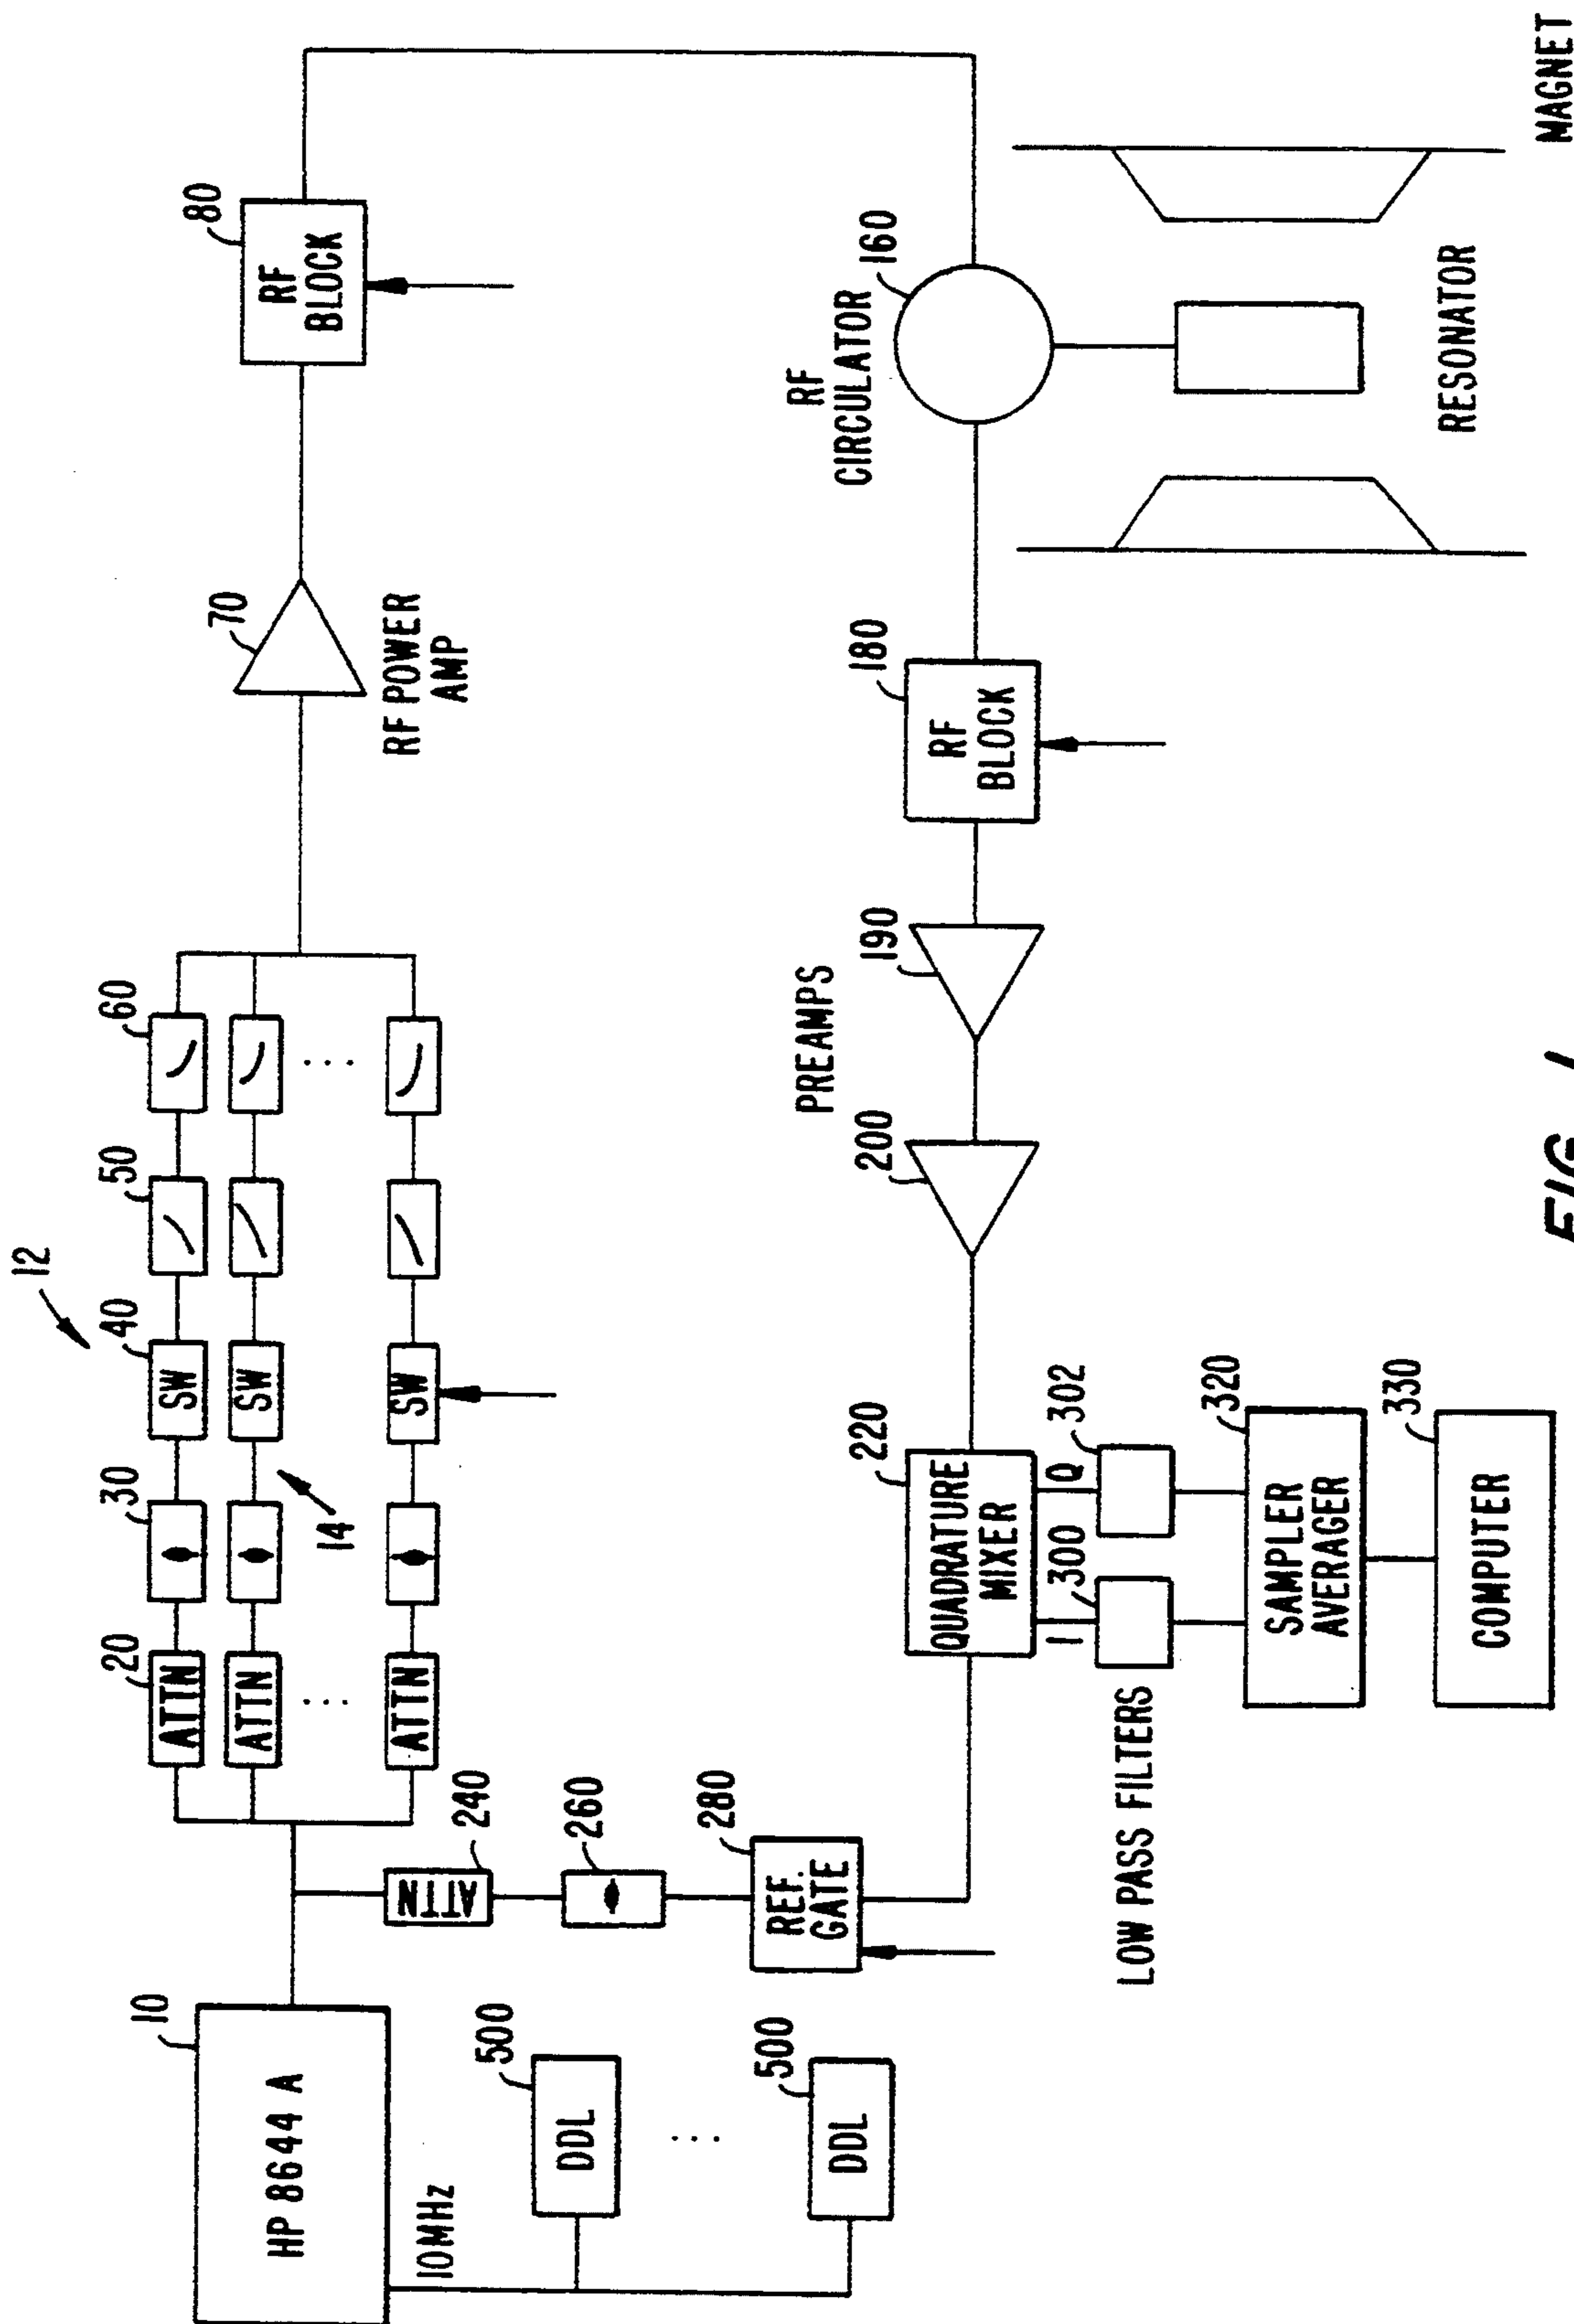 12
20
30
40
50
60
ATTN
SW
ATTN
SW
14
...
...
ATTN
SW
70
RF POWER
AMP
80
RF
BLOCK
10
HP 8644 A
10MHz
500
DDL
...
500
DDL
240
ATTN
260
280
REF.
GATE
220
QUADRATURE
MIXER
200
PREAMPS
190
180
RF
BLOCK
RF
CIRCULATOR
160
RESONATOR
MAGNET
I
Q
300
302
LOW PASS FILTERS
320
SAMPLER
AVERAGER
330
COMPUTER
FIG. 1